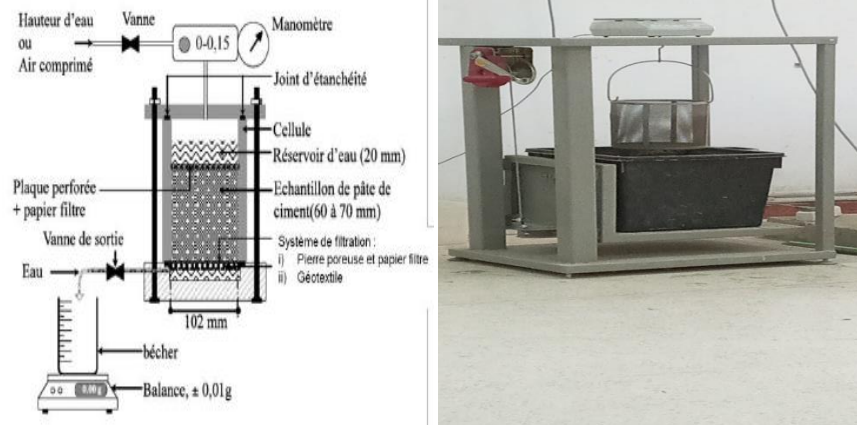 Hauteur d'eau
ou
Air comprimé
Vanne
0-0,15
Manomètre
Joint d'étanchéité
Cellule
Réservoir d'eau (20 mm)
Plaque perforée
+ papier filtre
Echantillon de pâte de
ciment(60 à 70 mm)
Vanne de sortie
Système de filtration :
i) Pierre poreuse et papier filtre
ii) Géotextile
Eau
102 mm
bécher
0.00 g
Balance, ± 0,01g